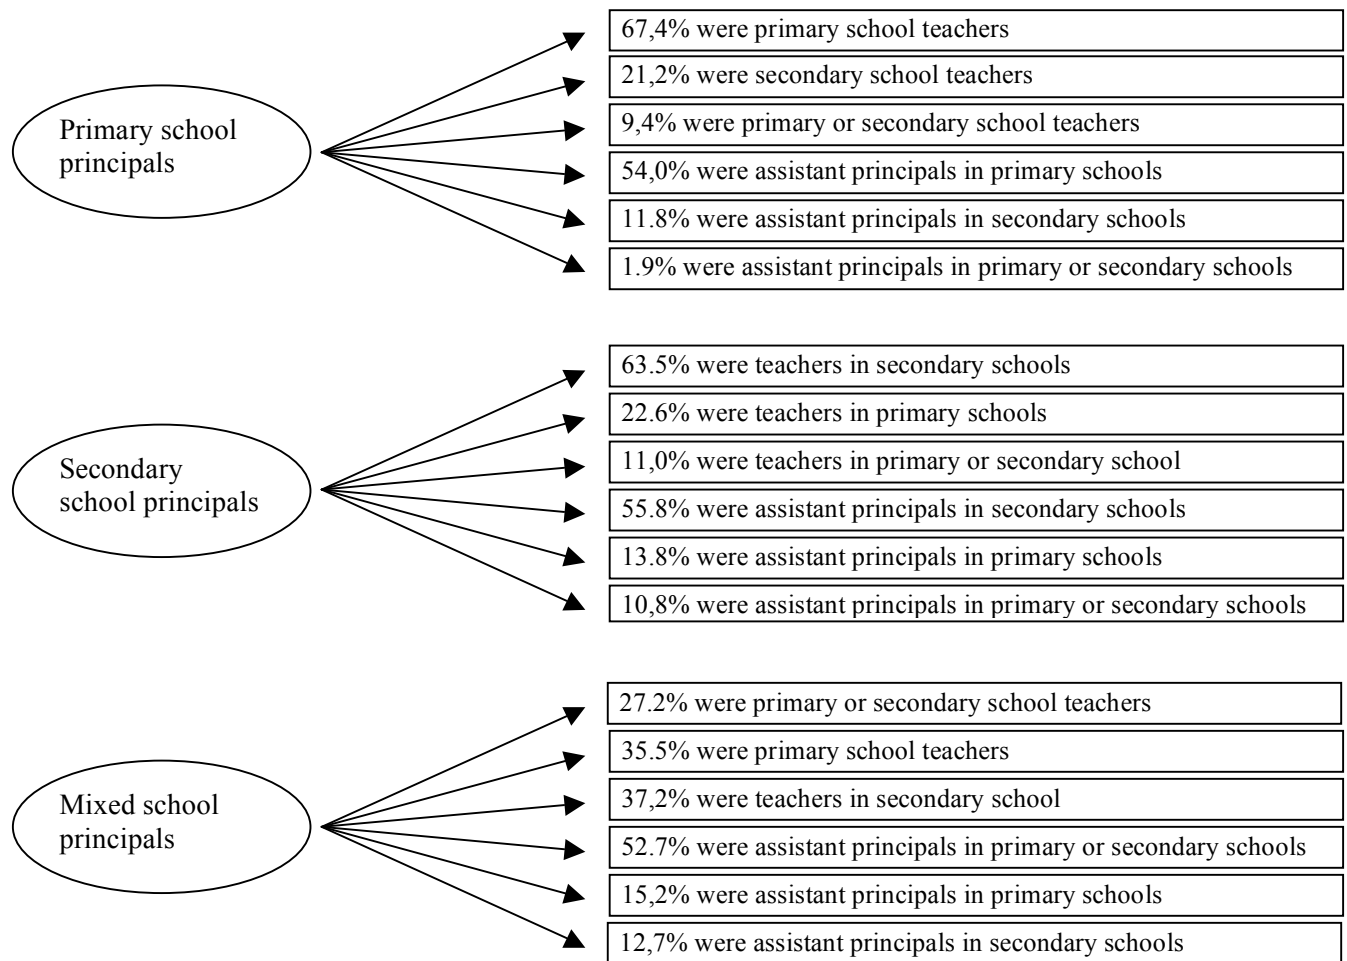 Primary school
principals
67,4% were primary school teachers
21,2% were secondary school teachers
9,4% were primary or secondary school teachers
54,0% were assistant principals in primary schools
11.8% were assistant principals in secondary schools
1.9% were assistant principals in primary or secondary schools
Secondary
school principals
63.5% were teachers in secondary schools
22.6% were teachers in primary schools
11,0% were teachers in primary or secondary school
55.8% were assistant principals in secondary schools
13.8% were assistant principals in primary schools
10,8% were assistant principals in primary or secondary schools
Mixed school
principals
27.2% were primary or secondary school teachers
35.5% were primary school teachers
37,2% were teachers in secondary school
52.7% were assistant principals in primary or secondary schools
15,2% were assistant principals in primary schools
12,7% were assistant principals in secondary schools